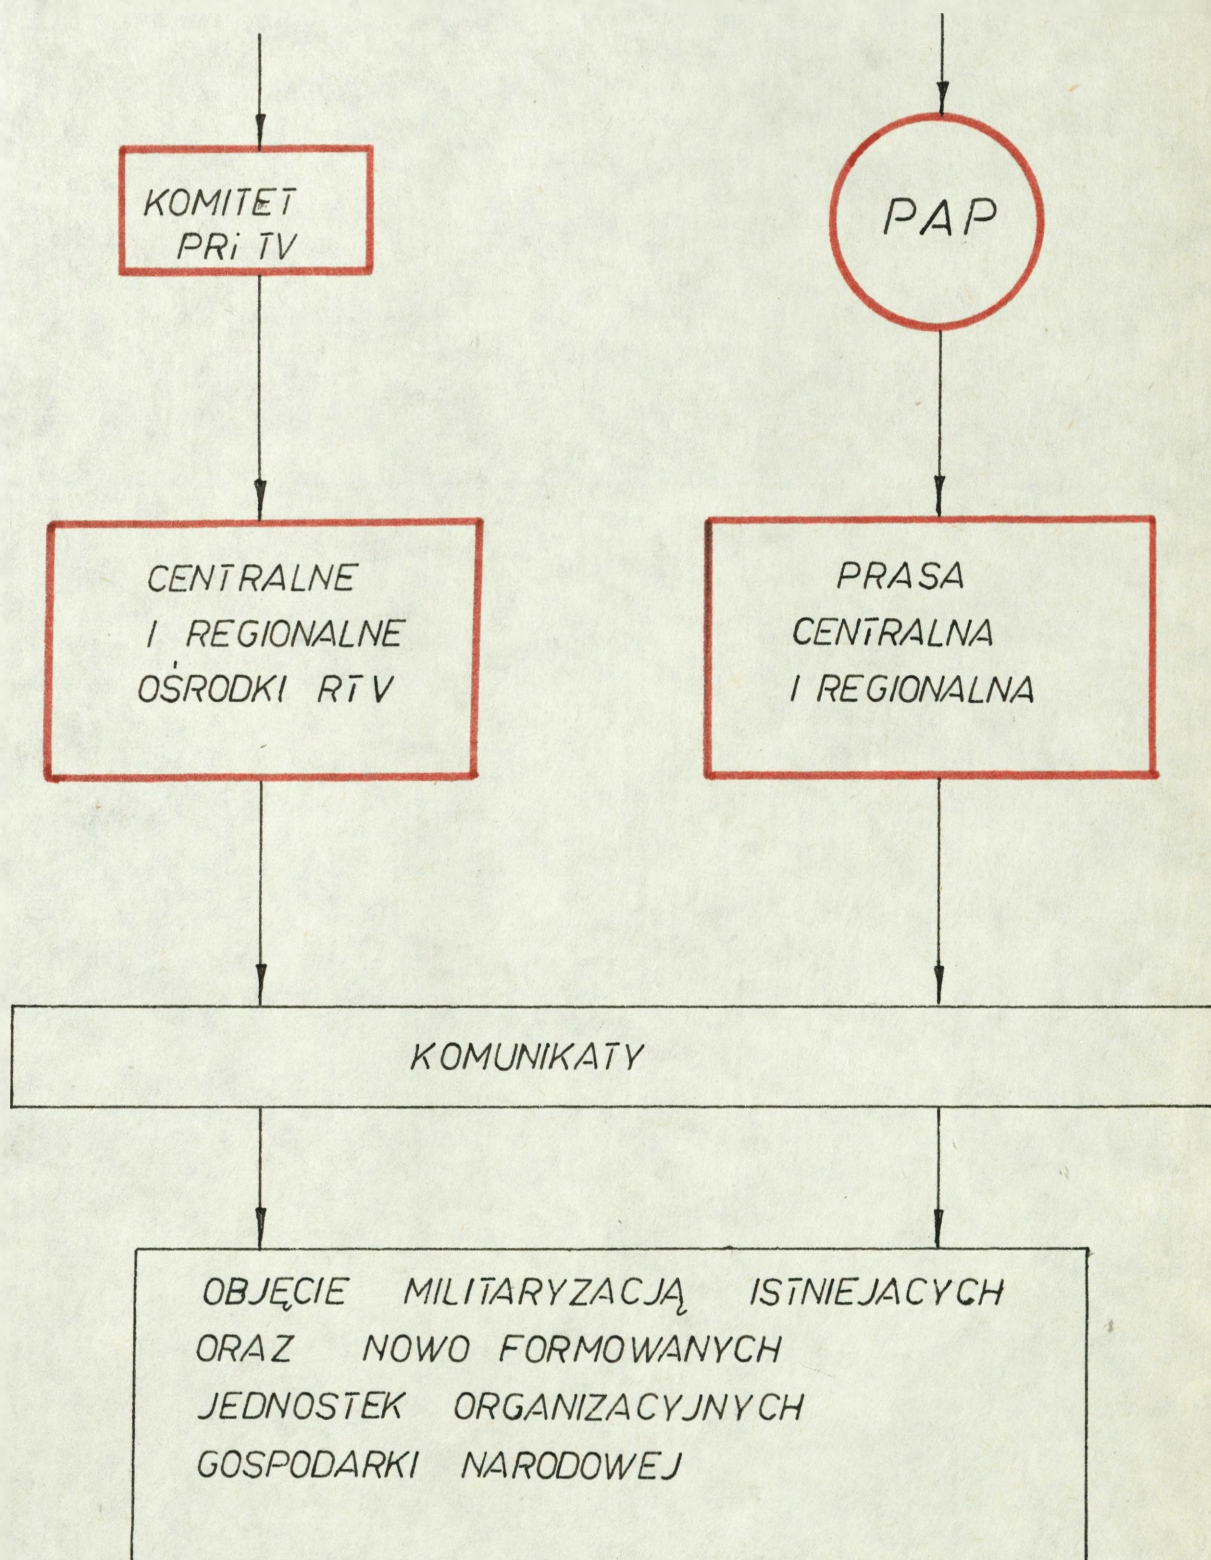 KOMITET
PRi TV
PAP
CENTRALNE
I REGIONALNE
OŚRODKI RTV
PRASA
CENTRALNA
I REGIONALNA
KOMUNIKATY
OBJĘCIE MILITARYZACJĄ ISTNIEJACYCH
ORAZ NOWO FORMOWANYCH
JEDNOSTEK ORGANIZACYJNYCH
GOSPODARKI NARODOWEJ